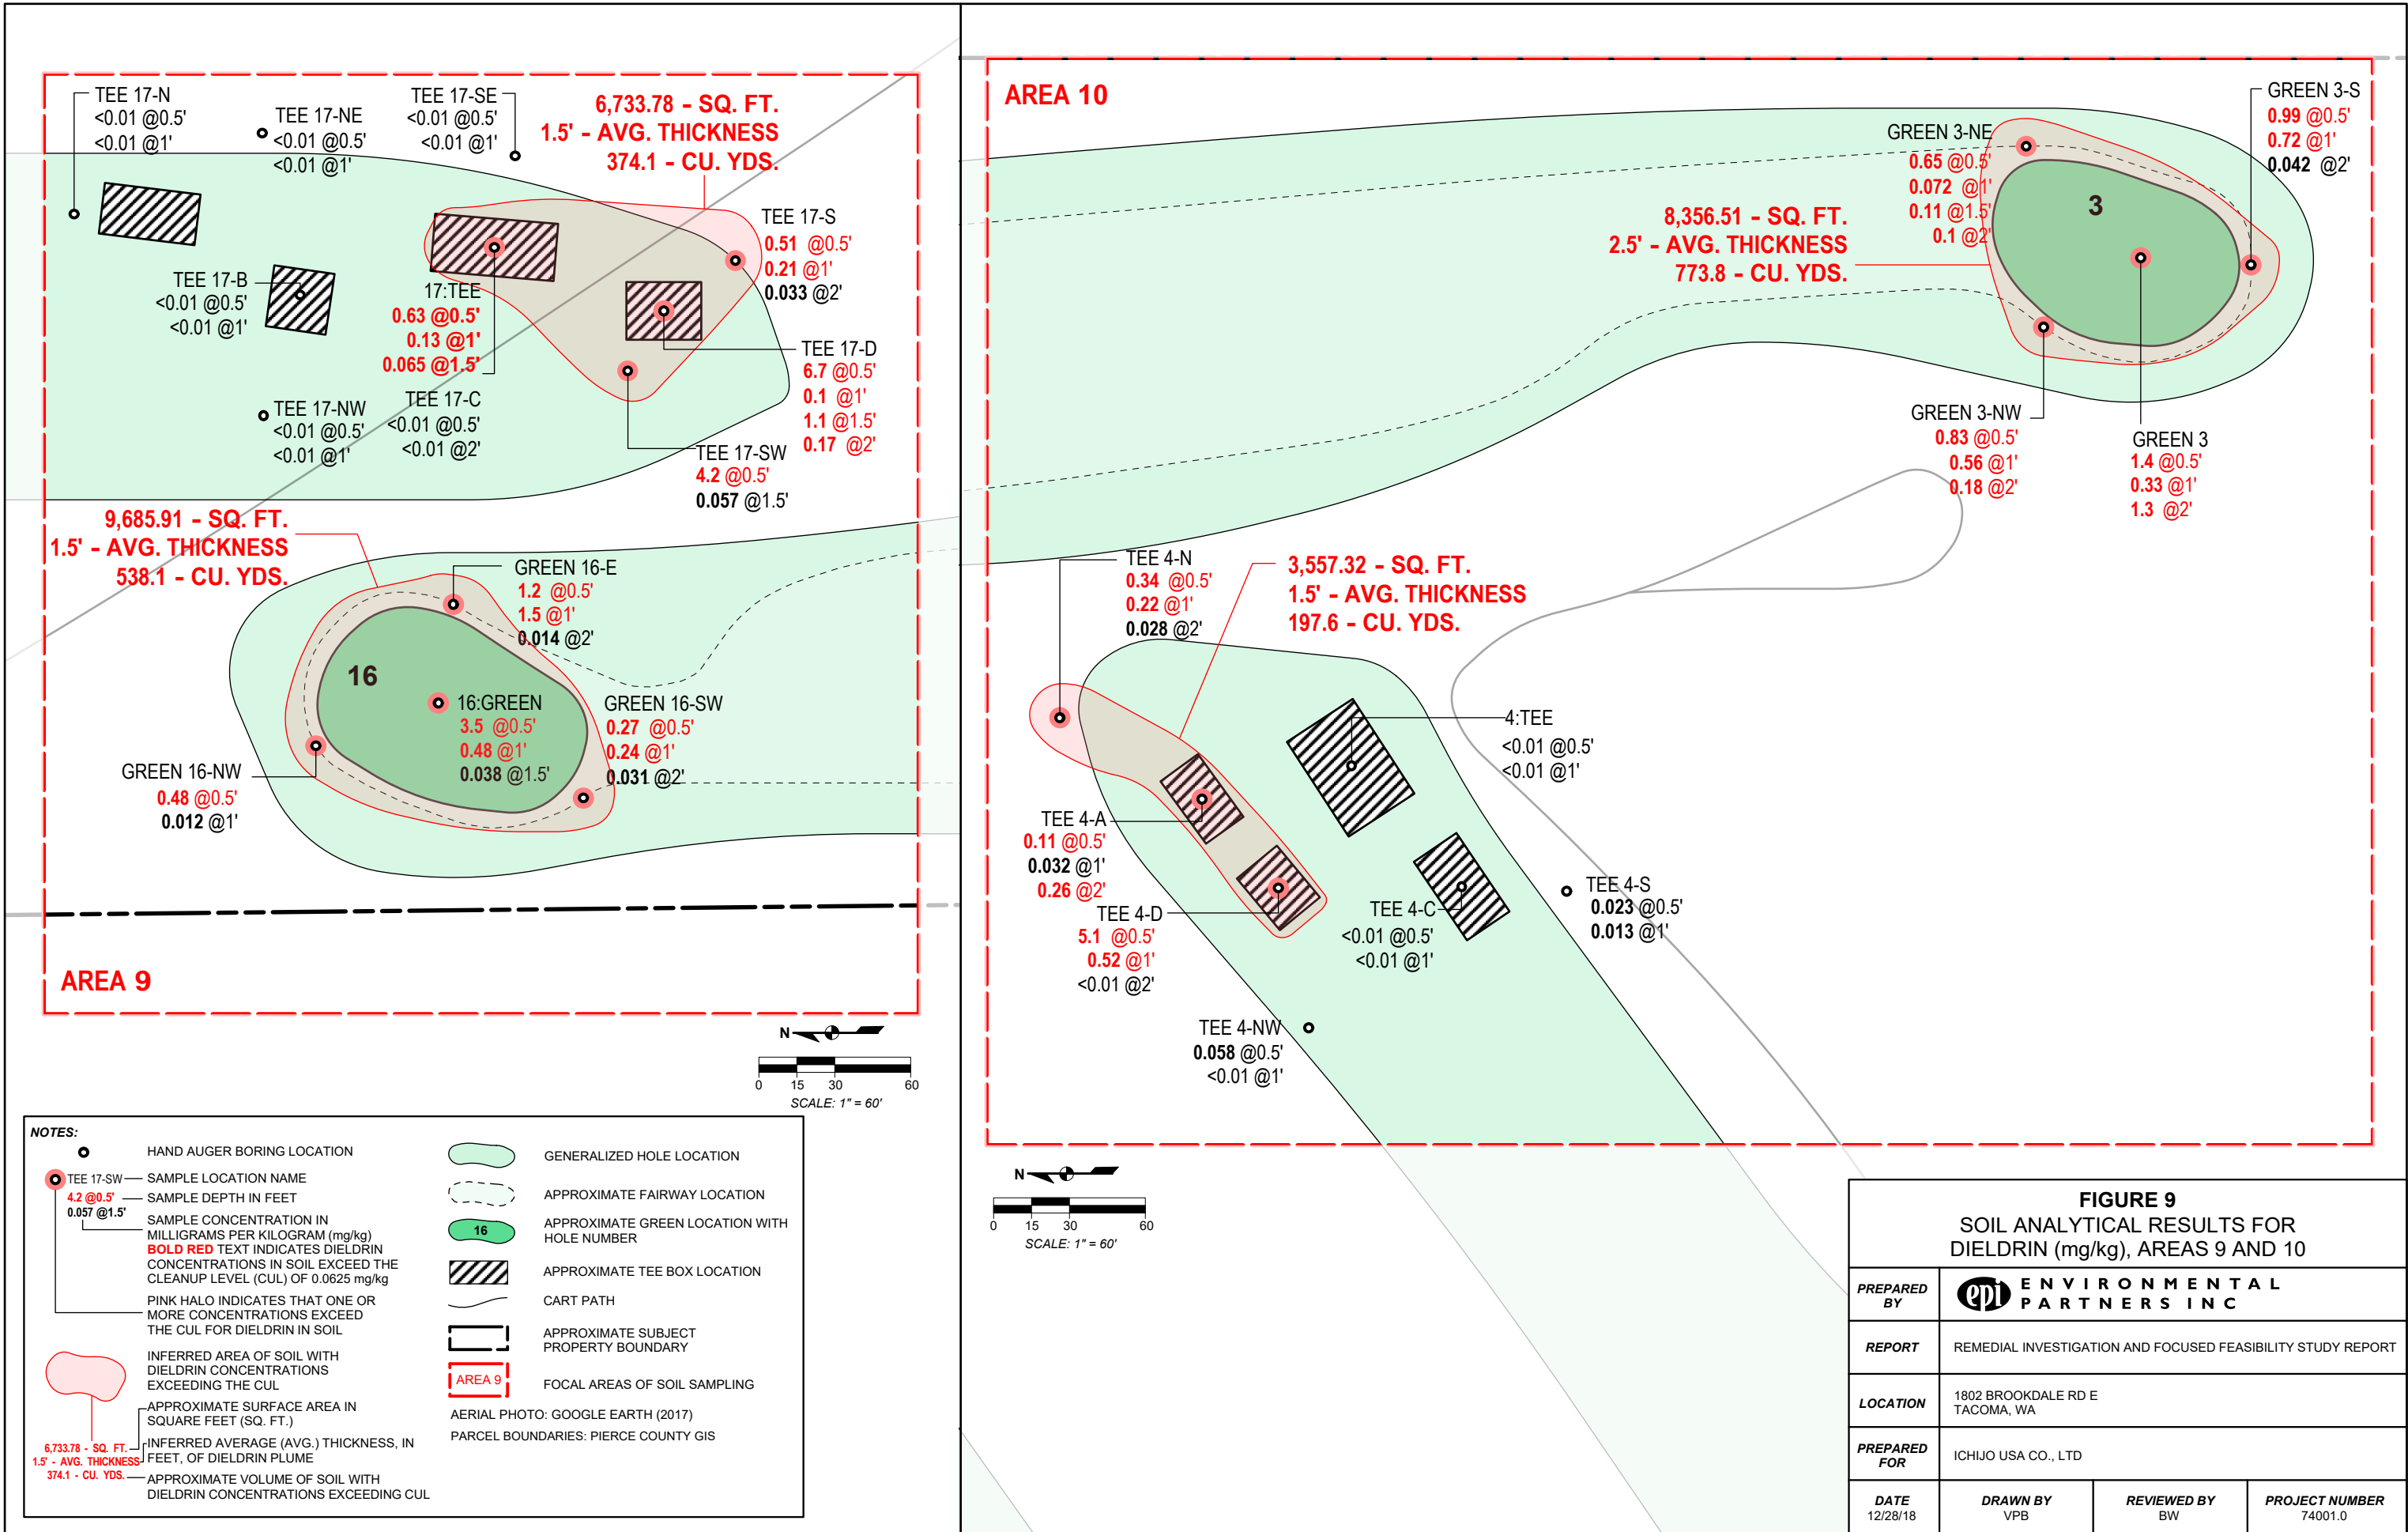 TEE 17-N
<0.01 @0.5'
<0.01 @1'
TEE 17-NE
<0.01 @0.5'
<0.01 @1'
TEE 17-SE
<0.01 @0.5'
<0.01 @1'
6,733.78 - SQ. FT.
1.5' - AVG. THICKNESS
374.1 - CU. YDS.
TEE 17-S
0.51 @0.5'
0.21 @1'
0.033 @2'
TEE 17-B
<0.01 @0.5'
<0.01 @1'
17:TEE
0.63 @0.5'
0.13 @1'
0.065 @1.5'
TEE 17-D
6.7 @0.5'
0.1 @1'
1.1 @1.5'
0.17 @2'
TEE 17-NW
<0.01 @0.5'
<0.01 @1'
TEE 17-C
<0.01 @0.5'
<0.01 @2'
TEE 17-SW
4.2 @0.5'
0.057 @1.5'
9,685.91 - SQ. FT.
1.5' - AVG. THICKNESS
538.1 - CU. YDS.
GREEN 16-E
1.2 @0.5'
1.5 @1'
0.014 @2'
16
16:GREEN
3.5 @0.5'
0.48 @1'
0.038 @1.5'
GREEN 16-SW
0.27 @0.5'
0.24 @1'
0.031 @2'
GREEN 16-NW
0.48 @0.5'
0.012 @1'
AREA 9
N
0 15 30 60
SCALE: 1" = 60'
AREA 10
GREEN 3-S
0.99 @0.5'
0.72 @1'
0.042 @2'
GREEN 3-NE
0.65 @0.5'
0.072 @1'
0.11 @1.5'
0.1 @2'
3
8,356.51 - SQ. FT.
2.5' - AVG. THICKNESS
773.8 - CU. YDS.
GREEN 3-NW
0.83 @0.5'
0.56 @1'
0.18 @2'
GREEN 3
1.4 @0.5'
0.33 @1'
1.3 @2'
TEE 4-N
0.34 @0.5'
0.22 @1'
0.028 @2'
3,557.32 - SQ. FT.
1.5' - AVG. THICKNESS
197.6 - CU. YDS.
4:TEE
<0.01 @0.5'
<0.01 @1'
TEE 4-A
0.11 @0.5'
0.032 @1'
0.26 @2'
TEE 4-D
5.1 @0.5'
0.52 @1'
<0.01 @2'
TEE 4-C
<0.01 @0.5'
<0.01 @1'
TEE 4-S
0.023 @0.5'
0.013 @1'
TEE 4-NW
0.058 @0.5'
<0.01 @1'
N
0 15 30 60
SCALE: 1" = 60'
NOTES:
HAND AUGER BORING LOCATION
TEE 17-SW
SAMPLE LOCATION NAME
4.2 @0.5'
SAMPLE DEPTH IN FEET
0.057 @1.5'
SAMPLE CONCENTRATION IN
MILLIGRAMS PER KILOGRAM (mg/kg)
BOLD RED TEXT INDICATES DIELDRIN
CONCENTRATIONS IN SOIL EXCEED THE
CLEANUP LEVEL (CUL) OF 0.0625 mg/kg
PINK HALO INDICATES THAT ONE OR
MORE CONCENTRATIONS EXCEED
THE CUL FOR DIELDRIN IN SOIL
INFERRED AREA OF SOIL WITH
DIELDRIN CONCENTRATIONS
EXCEEDING THE CUL
APPROXIMATE SURFACE AREA IN
SQUARE FEET (SQ. FT.)
6,733.78 - SQ. FT.
1.5' - AVG. THICKNESS
374.1 - CU. YDS.
INFERRED AVERAGE (AVG.) THICKNESS, IN
FEET, OF DIELDRIN PLUME
APPROXIMATE VOLUME OF SOIL WITH
DIELDRIN CONCENTRATIONS EXCEEDING CUL
GENERALIZED HOLE LOCATION
APPROXIMATE FAIRWAY LOCATION
16
APPROXIMATE GREEN LOCATION WITH
HOLE NUMBER
APPROXIMATE TEE BOX LOCATION
CART PATH
APPROXIMATE SUBJECT
PROPERTY BOUNDARY
AREA 9
FOCAL AREAS OF SOIL SAMPLING
AERIAL PHOTO: GOOGLE EARTH (2017)
PARCEL BOUNDARIES: PIERCE COUNTY GIS
FIGURE 9
SOIL ANALYTICAL RESULTS FOR
DIELDRIN (mg/kg), AREAS 9 AND 10
PREPARED
BY
epi
ENVIRONMENTAL
PARTNERS INC
REPORT
REMEDIAL INVESTIGATION AND FOCUSED FEASIBILITY STUDY REPORT
LOCATION
1802 BROOKDALE RD E
TACOMA, WA
PREPARED
FOR
ICHIJO USA CO., LTD
DATE
12/28/18
DRAWN BY
VPB
REVIEWED BY
BW
PROJECT NUMBER
74001.0